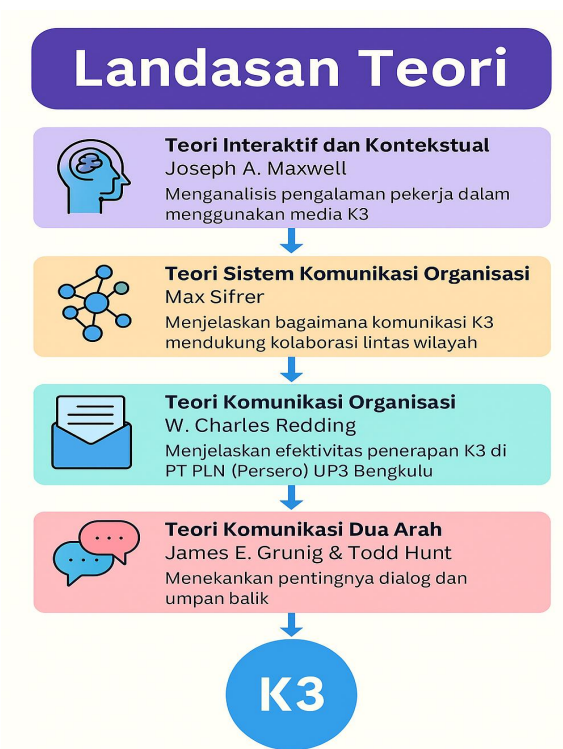 Landasan Teori
Teori Interaktif dan Kontekstual
Joseph A. Maxwell
Menganalisis pengalaman pekerja dalam
menggunakan media K3
Teori Sistem Komunikasi Organisasi
Max Sifrer
Menjelaskan bagaimana komunikasi K3
mendukung kolaborasi lintas wilayah
Teori Komunikasi Organisasi
W. Charles Redding
Menjelaskan efektivitas penerapan K3 di
PT PLN (Persero) UP3 Bengkulu
Teori Komunikasi Dua Arah
James E. Grunig & Todd Hunt
Menekankan pentingnya dialog dan
umpan balik
K3